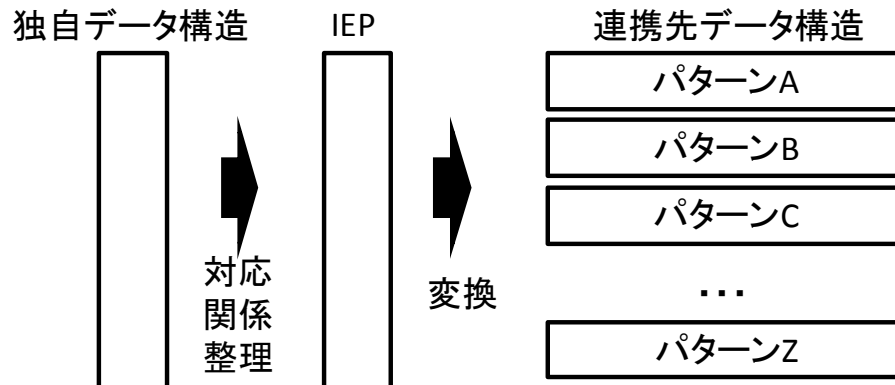 独自データ構造
IEP
連携先データ構造
パターンA
パターンB
パターンC
対応
関係
整理
変換
...
パターンZ